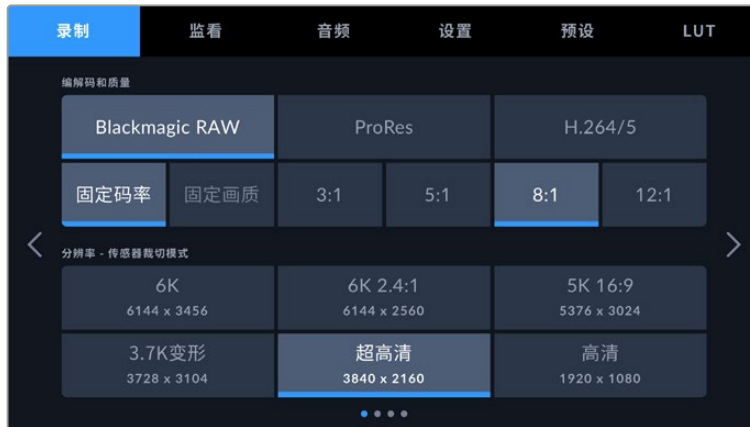 录制 监看 音频 设置 预设 LUT
编解码和质量
Blackmagic RAW ProRes H.264/5
固定码率 固定画质 3:1 5:1 8:1 12:1
分辨率 - 传感器裁切模式
6K 6K 2.4:1 5K 16:9
6144 x 3456 6144 x 2560 5376 x 3024
3.7K变形 超高清 高清
3728 x 3104 3840 x 2160 1920 x 1080